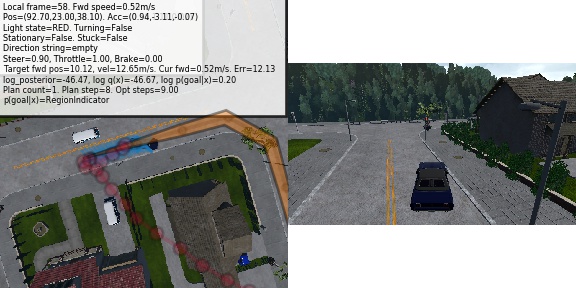 Local frame=58. Fwd speed=0.52m/s
Pos=(92.70,23.00,38.10). Acc=(0.94,-3.11,-0.07)
Light state=RED. Turning=False
Stationary=False. Stuck=False
Direction string=empty
Steer=0.90, Throttle=1.00, Brake=0.00
Target fwd pos=10.12, vel=12.65m/s. Cur fwd=0.52m/s. Err=12.13
log_posterior=-46.47, log q(x)=-46.67, log p(goal|x)=0.20
Plan count=1. Plan step=8. Opt steps=9.00
p(goal|x)=RegionIndicator